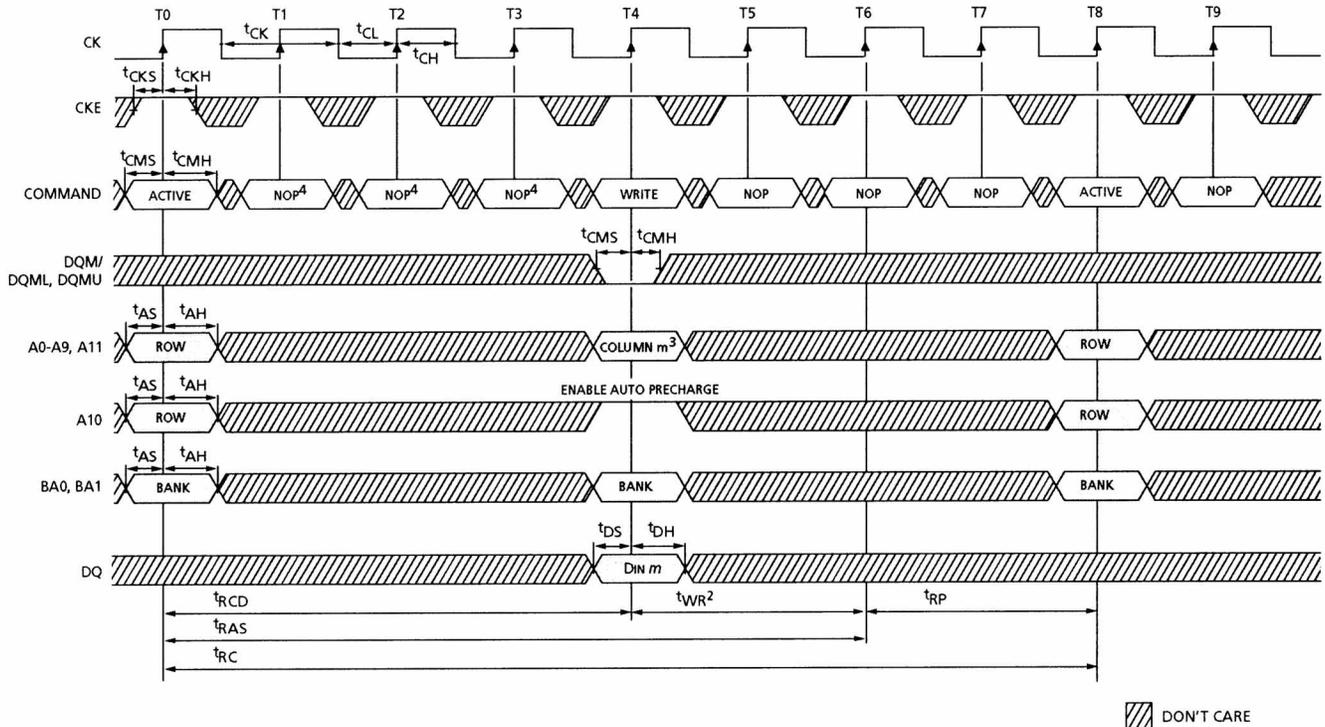 T0 T1 T2 T3 T4 T5 T6 T7 T8 T9
CK tCK tCL tCH
tCKS tCKH
CKE
tCMS tCMH
COMMAND ACTIVE NOP4 NOP4 NOP4 WRITE NOP NOP NOP ACTIVE NOP
tCMS tCMH
DQM/
DQML, DQMU
tAS tAH
A0-A9, A11 ROW COLUMN m3 ROW
ENABLE AUTO PRECHARGE
tAS tAH
A10 ROW ROW
tAS tAH
BA0, BA1 BANK BANK BANK
tDS tDH
DQ DIN m
tRCD tWR2 tRP
tRAS
tRC
DON'T CARE